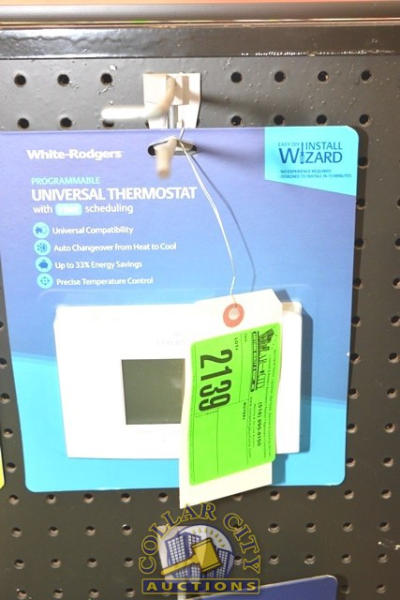 White-Rodgers
EASY DIY INSTALL
WIZARD
PROGRAMMABLE
UNIVERSAL THERMOSTAT
with scheduling
Universal Compatibility
Auto Changeover from Heat to Cool
Up to 33% Energy Savings
Precise Temperature Control
2139
COLLAR CITY
AUCTIONS